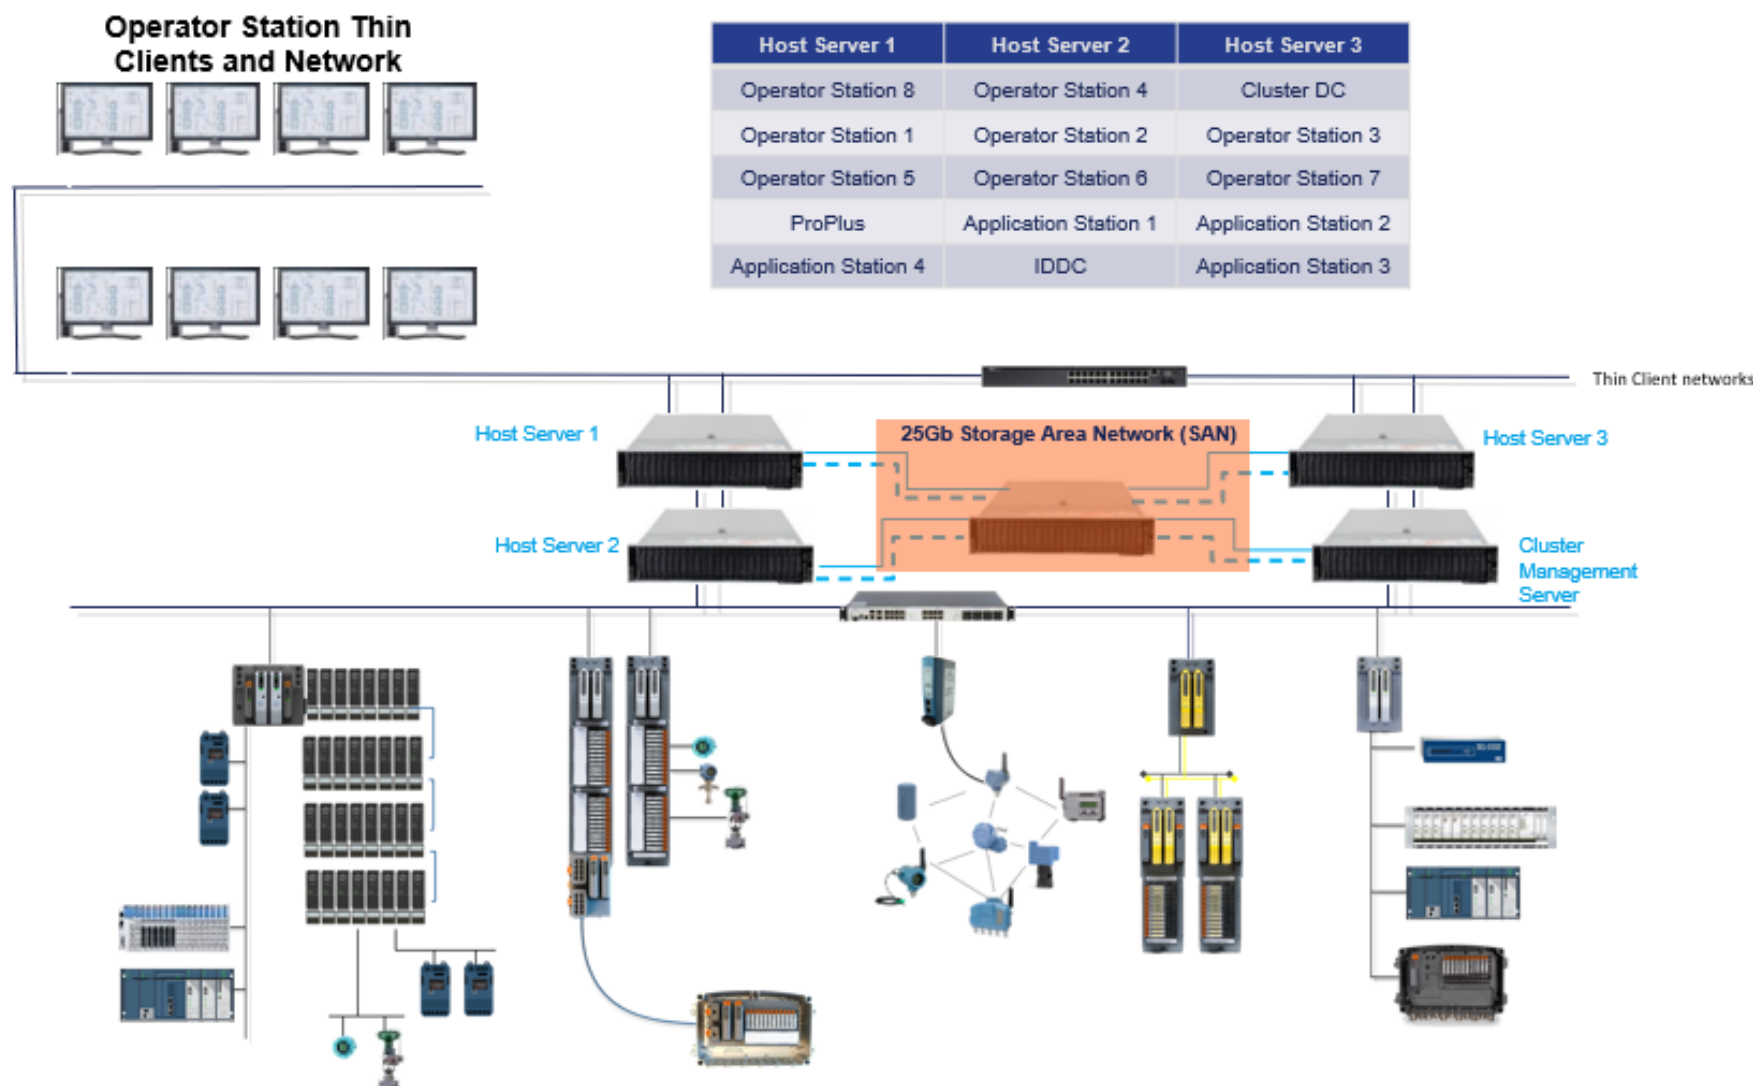 Operator Station Thin
Clients and Network
Host Server 1 Host Server 2 Host Server 3
Operator Station 8 Operator Station 4 Cluster DC
Operator Station 1 Operator Station 2 Operator Station 3
Operator Station 5 Operator Station 6 Operator Station 7
ProPlus Application Station 1 Application Station 2
Application Station 4 IDDC Application Station 3
Thin Client networks
Host Server 1
25Gb Storage Area Network (SAN)
Host Server 3
Host Server 2
Cluster
Management
Server